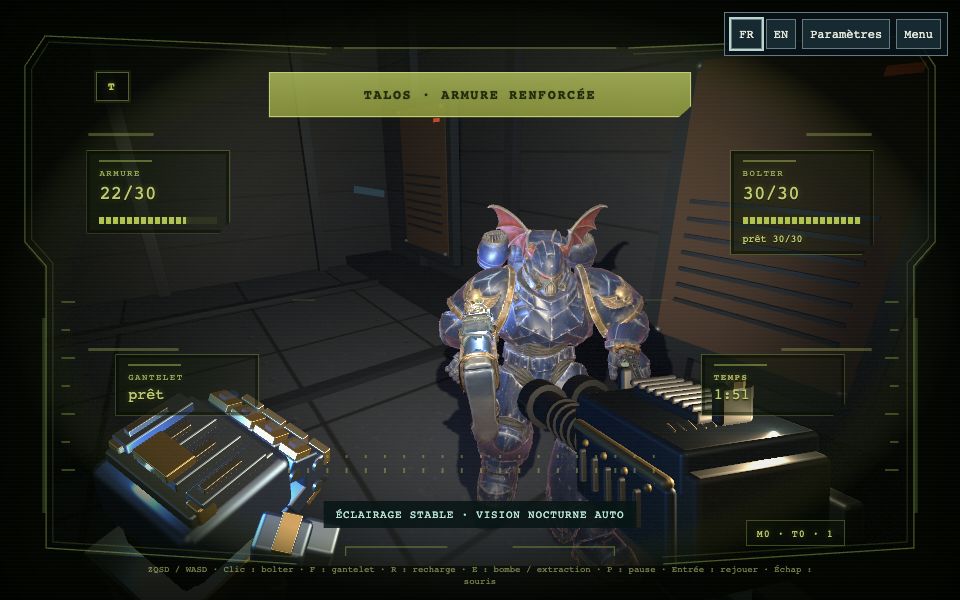 FR EN Paramètres Menu
T
TALOS · ARMURE RENFORCÉE
ARMURE
22/30
BOLTER
30/30
prêt 30/30
GANTELET
prêt
TEMPS
1:51
ÉCLAIRAGE STABLE · VISION NOCTURNE AUTO
M0 · T0 · 1
ZQSD / WASD · Clic : bolter · F : gantelet · R : recharge · E : bombe / extraction · P : pause · Entrée : rejouer · Échap :
souris